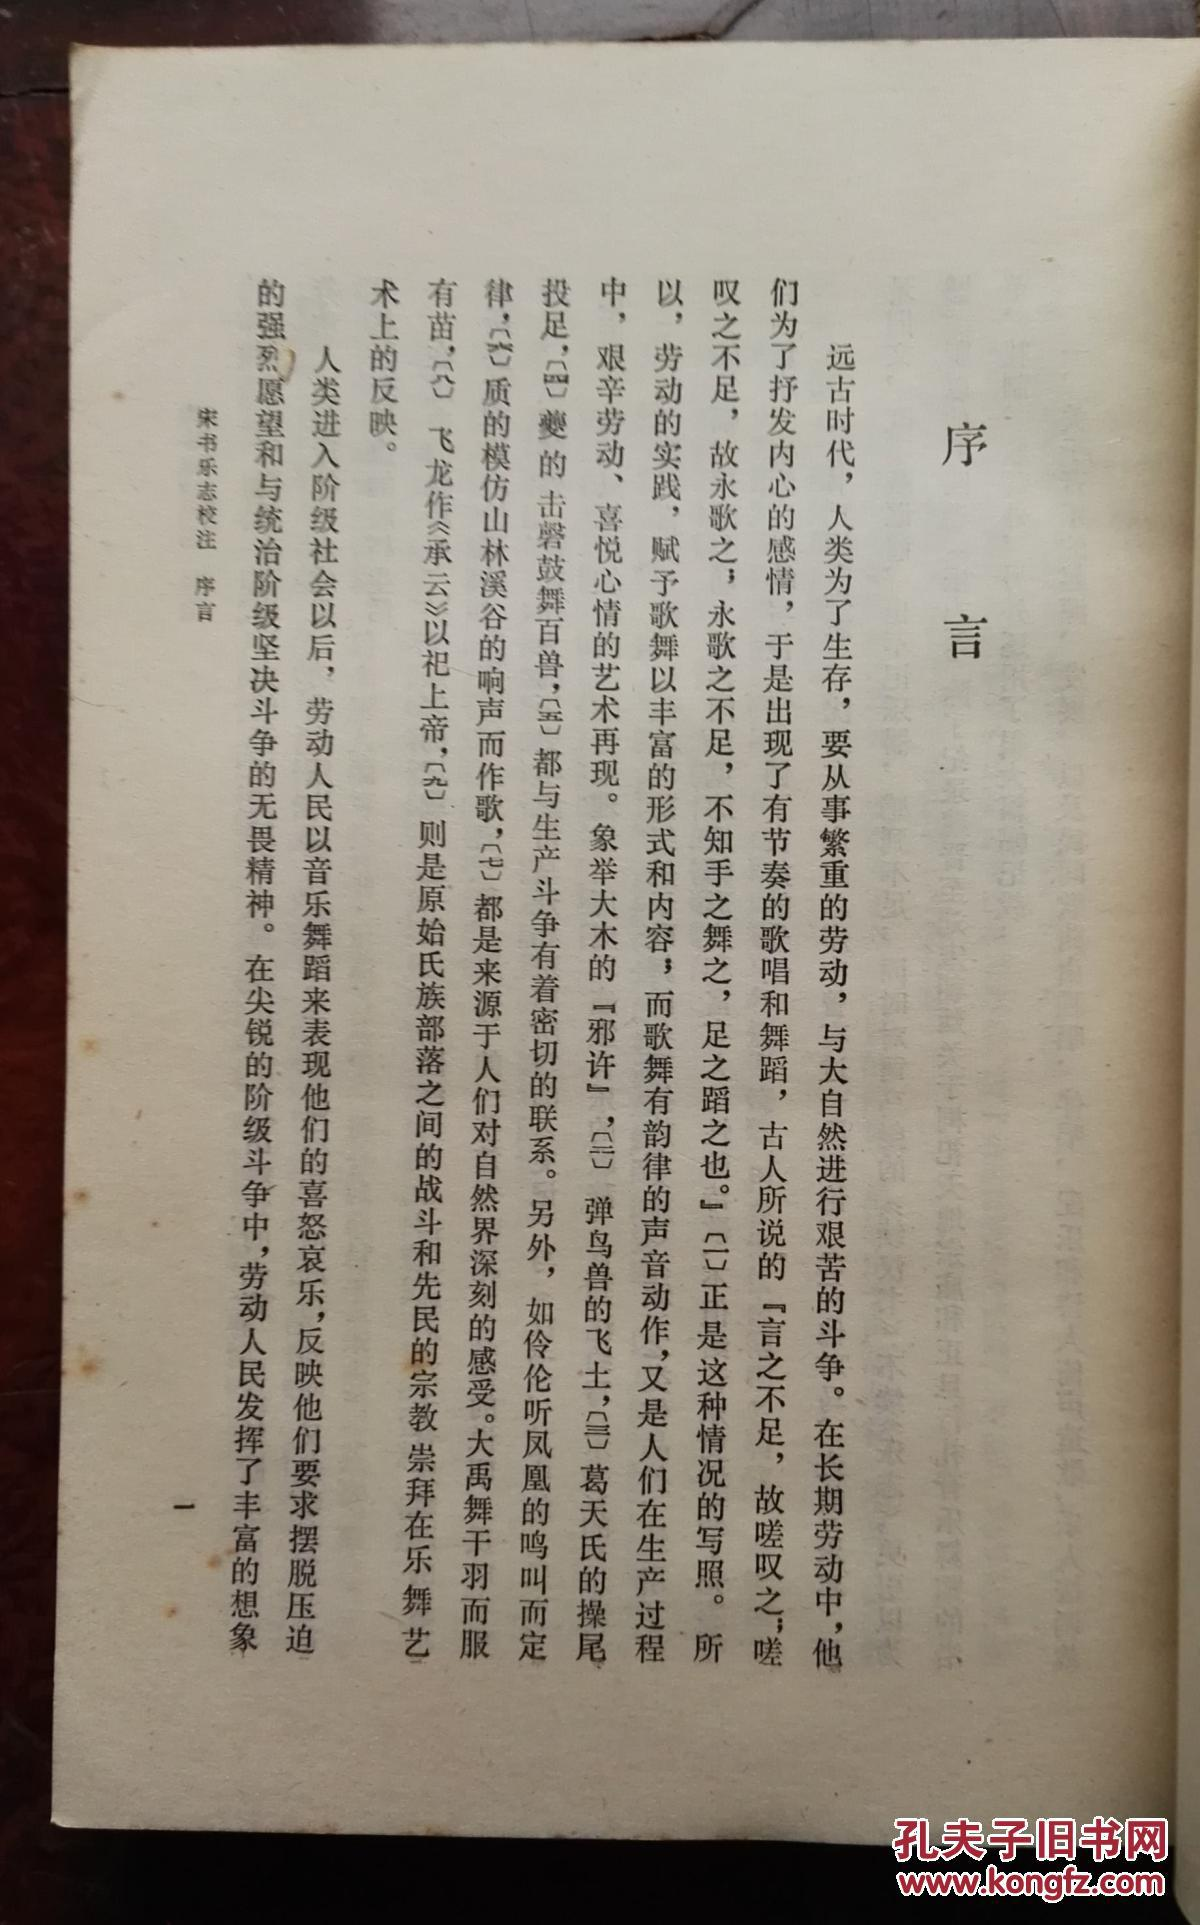 序言
远古时代，人类为了生存，要从事繁重的劳动，与大自然进行艰苦的斗争。在长期劳动中，他
们为了抒发内心的感情，于是出现了有节奏的歌唱和舞蹈，古人所说的『言之不足，故嗟叹之；嗟
叹之不足，故永歌之；永歌之不足，不知手之舞之，足之蹈之也。』〔一〕正是这种情况的写照。所
以，劳动的实践，赋予歌舞以丰富的形式和内容；而歌舞有韵律的声音动作，又是人们在生产过程
中，艰辛劳动、喜悦心情的艺术再现。象举大木的『邪许』，〔二〕弹鸟兽的飞土，〔三〕葛天氏的操尾
投足，〔四〕夔的击磬鼓舞百兽，〔五〕都与生产斗争有着密切的联系。另外，如伶伦听凤凰的鸣叫而定
律，〔六〕质的模仿山林溪谷的响声而作歌，〔七〕都是来源于人们对自然界深刻的感受。大禹舞干羽而服
有苗，〔八〕飞龙作《承云》以祀上帝，〔九〕则是原始氏族部落之间的战斗和先民的宗教崇拜在乐舞艺
术上的反映。
人类进入阶级社会以后，劳动人民以音乐舞蹈来表现他们的喜怒哀乐，反映他们要求摆脱压迫
的强烈愿望和与统治阶级坚决斗争的无畏精神。在尖锐的阶级斗争中，劳动人民发挥了丰富的想象
宋书乐志校注 序言
一
孔夫子旧书网
www.kongfz.com